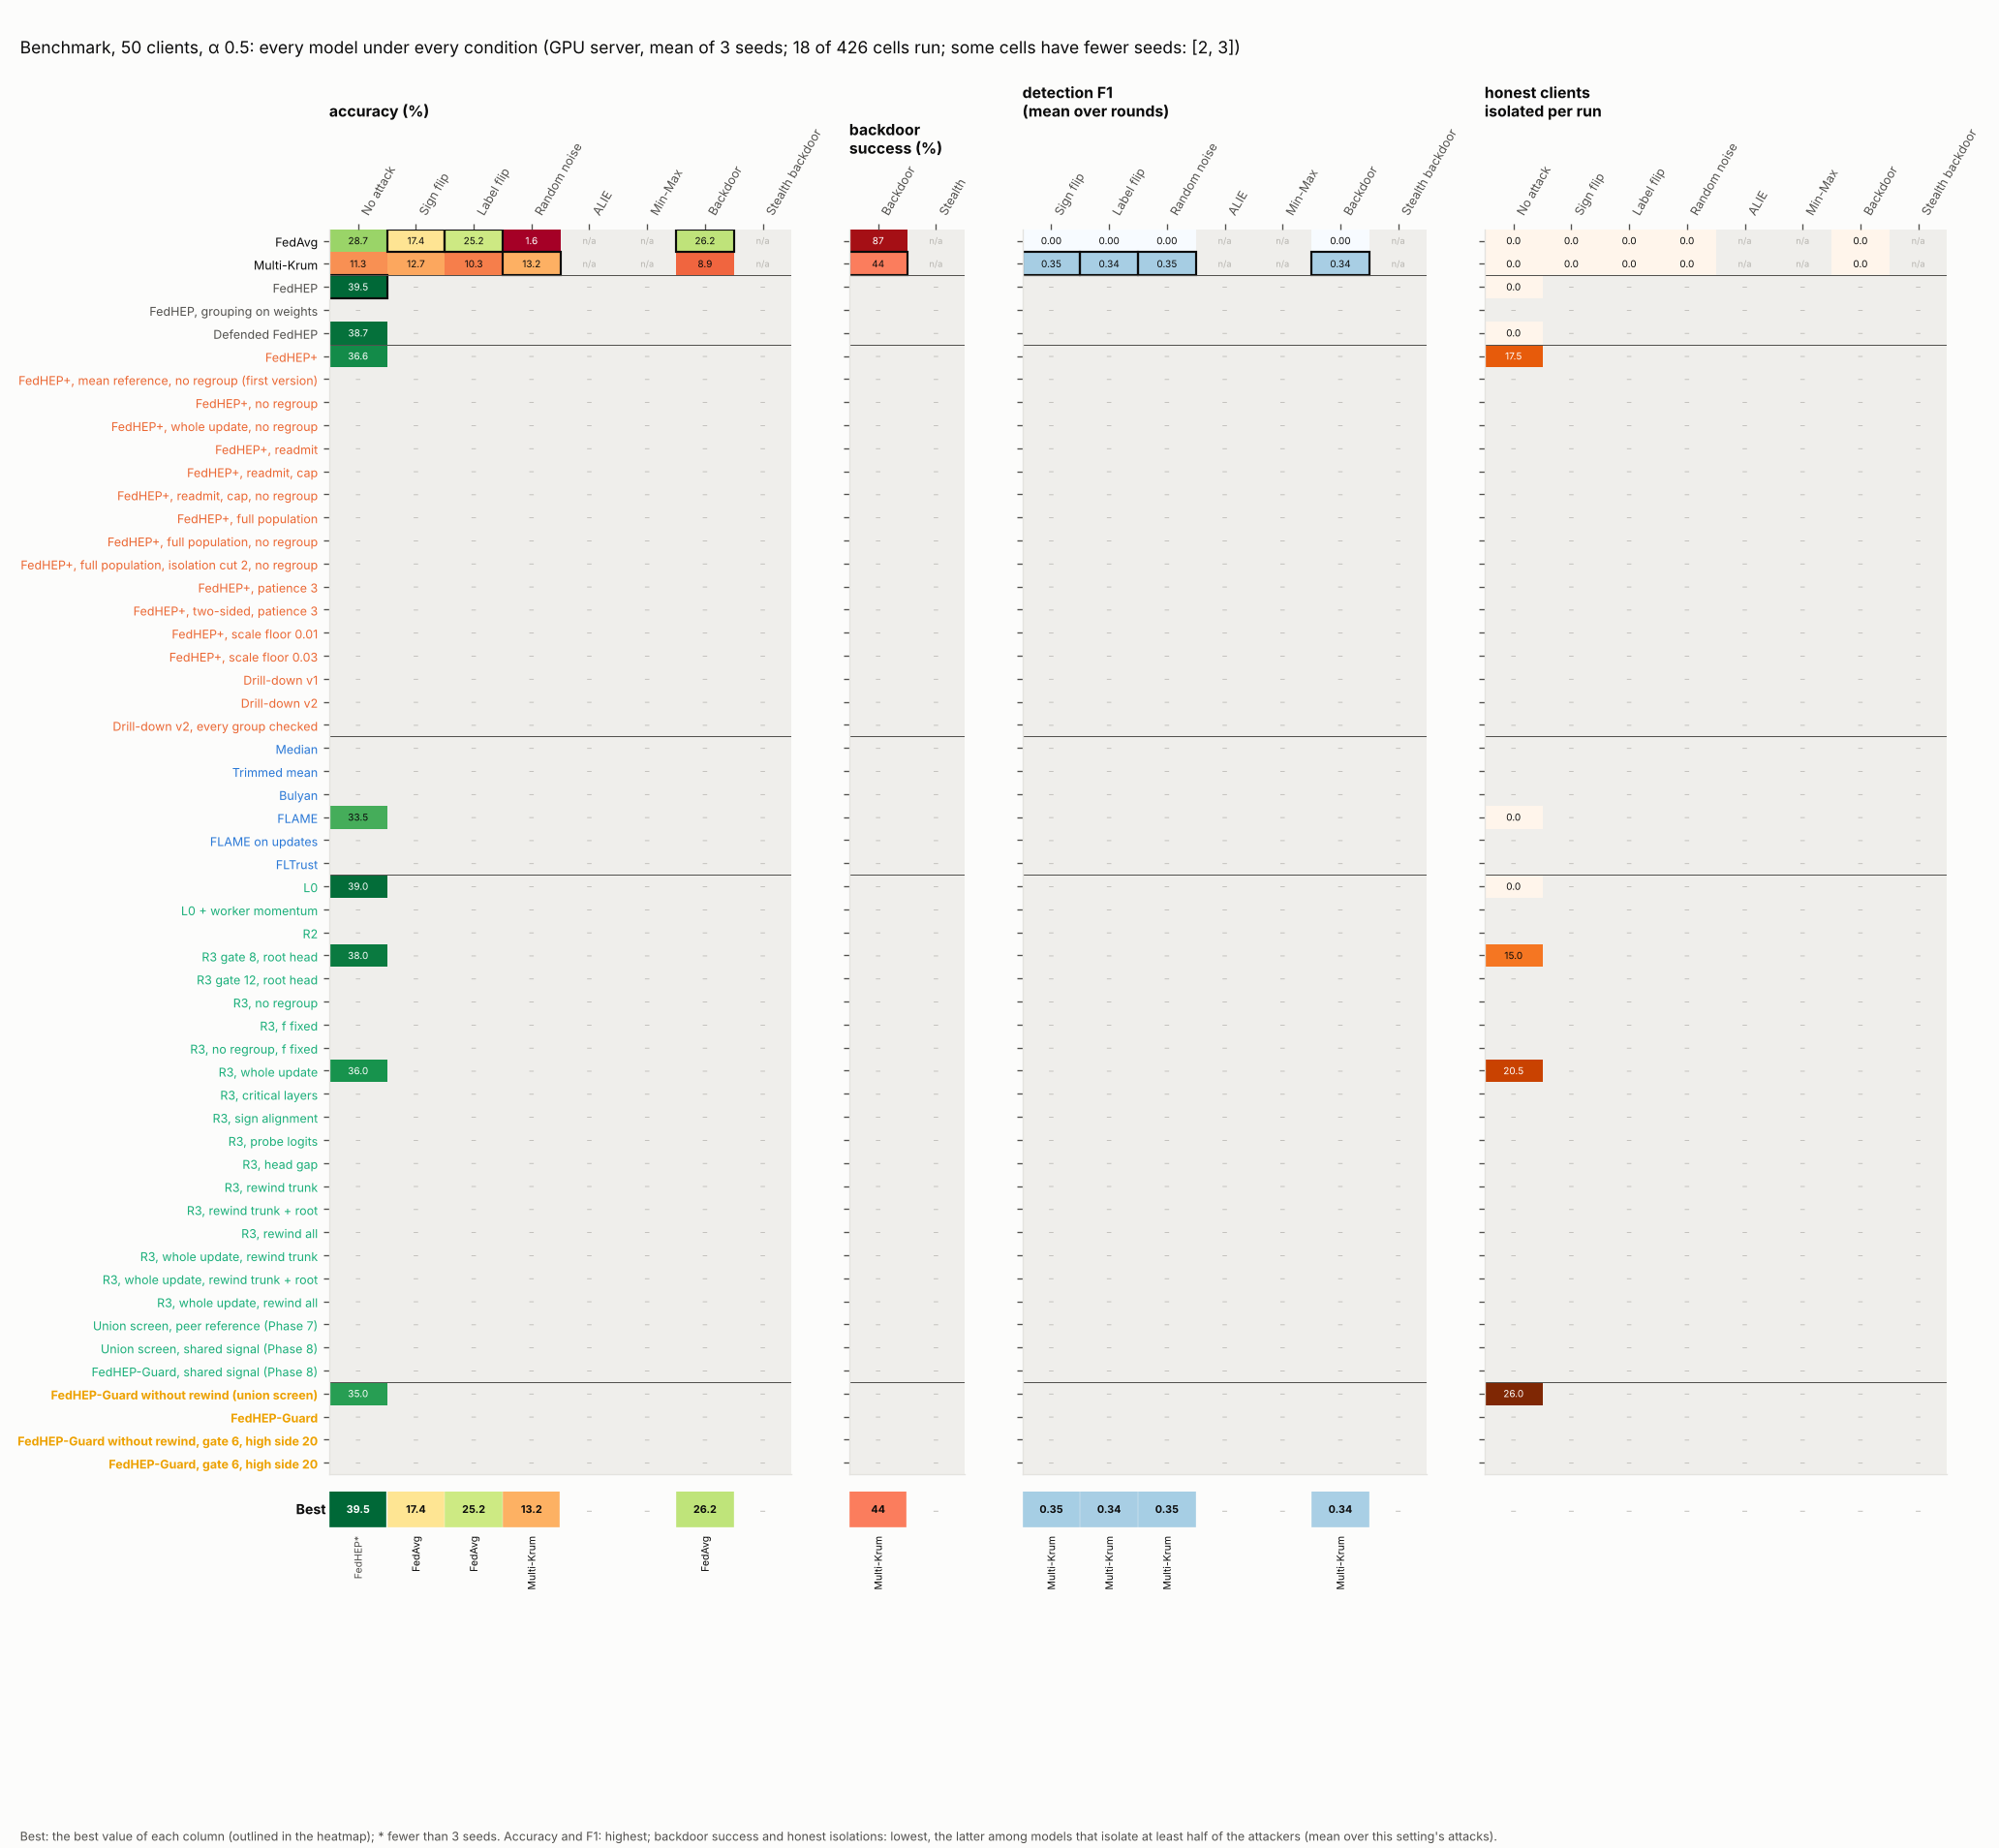 Benchmark, 50 clients, α 0.5: every model under every condition (GPU server, mean of 3 seeds; 18 of 426 cells run; some cells have fewer seeds: [2, 3])
accuracy (%)
backdoor
success (%)
detection F1
(mean over rounds)
honest clients
isolated per run
No attack Sign flip Label flip Random noise ALIE Min-Max Backdoor Stealth backdoor
Backdoor Stealth
Sign flip Label flip Random noise ALIE Min-Max Backdoor Stealth backdoor
No attack Sign flip Label flip Random noise ALIE Min-Max Backdoor Stealth backdoor
FedAvg 28.7 17.4 25.2 1.6 n/a n/a 26.2 n/a 87 n/a 0.00 0.00 0.00 n/a n/a 0.00 n/a 0.0 0.0 0.0 0.0 n/a n/a 0.0 n/a
Multi-Krum 11.3 12.7 10.3 13.2 n/a n/a 8.9 n/a 44 n/a 0.35 0.34 0.35 n/a n/a 0.34 n/a 0.0 0.0 0.0 0.0 n/a n/a 0.0 n/a
FedHEP 39.5 – – – – – – – – – – – – – – – – 0.0 – – – – – – –
FedHEP, grouping on weights – – – – – – – – – – – – – – – – – – – – – – – – –
Defended FedHEP 38.7 – – – – – – – – – – – – – – – – 0.0 – – – – – – –
FedHEP+ 36.6 – – – – – – – – – – – – – – – – 17.5 – – – – – – –
FedHEP+, mean reference, no regroup (first version) – – – – – – – – – – – – – – – – – – – – – – – – –
FedHEP+, no regroup – – – – – – – – – – – – – – – – – – – – – – – – –
FedHEP+, whole update, no regroup – – – – – – – – – – – – – – – – – – – – – – – – –
FedHEP+, readmit – – – – – – – – – – – – – – – – – – – – – – – – –
FedHEP+, readmit, cap – – – – – – – – – – – – – – – – – – – – – – – – –
FedHEP+, readmit, cap, no regroup – – – – – – – – – – – – – – – – – – – – – – – – –
FedHEP+, full population – – – – – – – – – – – – – – – – – – – – – – – – –
FedHEP+, full population, no regroup – – – – – – – – – – – – – – – – – – – – – – – – –
FedHEP+, full population, isolation cut 2, no regroup – – – – – – – – – – – – – – – – – – – – – – – – –
FedHEP+, patience 3 – – – – – – – – – – – – – – – – – – – – – – – – –
FedHEP+, two-sided, patience 3 – – – – – – – – – – – – – – – – – – – – – – – – –
FedHEP+, scale floor 0.01 – – – – – – – – – – – – – – – – – – – – – – – – –
FedHEP+, scale floor 0.03 – – – – – – – – – – – – – – – – – – – – – – – – –
Drill-down v1 – – – – – – – – – – – – – – – – – – – – – – – – –
Drill-down v2 – – – – – – – – – – – – – – – – – – – – – – – – –
Drill-down v2, every group checked – – – – – – – – – – – – – – – – – – – – – – – – –
Median – – – – – – – – – – – – – – – – – – – – – – – – –
Trimmed mean – – – – – – – – – – – – – – – – – – – – – – – – –
Bulyan – – – – – – – – – – – – – – – – – – – – – – – – –
FLAME 33.5 – – – – – – – – – – – – – – – – 0.0 – – – – – – –
FLAME on updates – – – – – – – – – – – – – – – – – – – – – – – – –
FLTrust – – – – – – – – – – – – – – – – – – – – – – – – –
L0 39.0 – – – – – – – – – – – – – – – – 0.0 – – – – – – –
L0 + worker momentum – – – – – – – – – – – – – – – – – – – – – – – – –
R2 – – – – – – – – – – – – – – – – – – – – – – – – –
R3 gate 8, root head 38.0 – – – – – – – – – – – – – – – – 15.0 – – – – – – –
R3 gate 12, root head – – – – – – – – – – – – – – – – – – – – – – – – –
R3, no regroup – – – – – – – – – – – – – – – – – – – – – – – – –
R3, f fixed – – – – – – – – – – – – – – – – – – – – – – – – –
R3, no regroup, f fixed – – – – – – – – – – – – – – – – – – – – – – – – –
R3, whole update 36.0 – – – – – – – – – – – – – – – – 20.5 – – – – – – –
R3, critical layers – – – – – – – – – – – – – – – – – – – – – – – – –
R3, sign alignment – – – – – – – – – – – – – – – – – – – – – – – – –
R3, probe logits – – – – – – – – – – – – – – – – – – – – – – – – –
R3, head gap – – – – – – – – – – – – – – – – – – – – – – – – –
R3, rewind trunk – – – – – – – – – – – – – – – – – – – – – – – – –
R3, rewind trunk + root – – – – – – – – – – – – – – – – – – – – – – – – –
R3, rewind all – – – – – – – – – – – – – – – – – – – – – – – – –
R3, whole update, rewind trunk – – – – – – – – – – – – – – – – – – – – – – – – –
R3, whole update, rewind trunk + root – – – – – – – – – – – – – – – – – – – – – – – – –
R3, whole update, rewind all – – – – – – – – – – – – – – – – – – – – – – – – –
Union screen, peer reference (Phase 7) – – – – – – – – – – – – – – – – – – – – – – – – –
Union screen, shared signal (Phase 8) – – – – – – – – – – – – – – – – – – – – – – – – –
FedHEP-Guard, shared signal (Phase 8) – – – – – – – – – – – – – – – – – – – – – – – – –
FedHEP-Guard without rewind (union screen) 35.0 – – – – – – – – – – – – – – – – 26.0 – – – – – – –
FedHEP-Guard – – – – – – – – – – – – – – – – – – – – – – – – –
FedHEP-Guard without rewind, gate 6, high side 20 – – – – – – – – – – – – – – – – – – – – – – – – –
FedHEP-Guard, gate 6, high side 20 – – – – – – – – – – – – – – – – – – – – – – – – –
Best 39.5 17.4 25.2 13.2 – – 26.2 – 44 – 0.35 0.34 0.35 – – 0.34 – – – – – – – – –
FedHEP* FedAvg FedAvg Multi-Krum FedAvg Multi-Krum Multi-Krum Multi-Krum Multi-Krum Multi-Krum
Best: the best value of each column (outlined in the heatmap); * fewer than 3 seeds. Accuracy and F1: highest; backdoor success and honest isolations: lowest, the latter among models that isolate at least half of the attackers (mean over this setting's attacks).